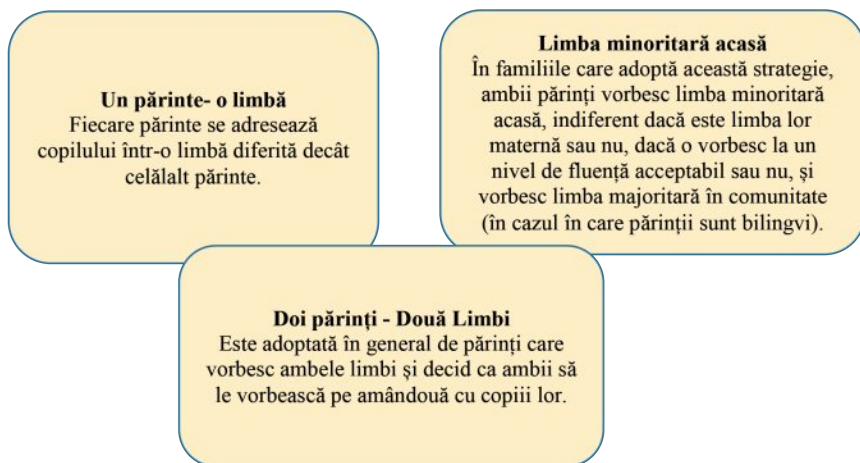 Un părinte- o limbă
Fiecare părinte se adresează
copilului într-o limbă diferită decât
celălalt părinte.
Limba minoritară acasă
În familiile care adoptă această strategie,
ambii părinți vorbesc limba minoritară
acasă, indiferent dacă este limba lor
maternă sau nu, dacă o vorbesc la un
nivel de fluență acceptabil sau nu, și
vorbesc limba majoritară în comunitate
(în cazul în care părinții sunt bilingvi).
Doi părinți - Două Limbi
Este adoptată în general de părinți care
vorbesc ambele limbi și decid ca ambii să
le vorbească pe amândouă cu copiii lor.